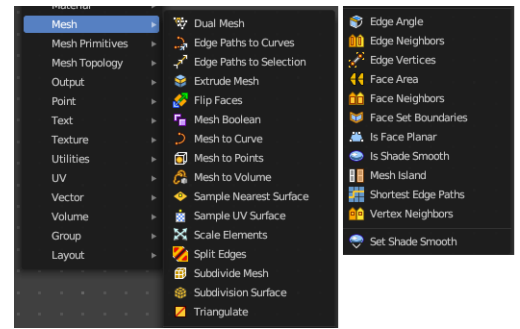 Material
Mesh
Mesh Primitives
Mesh Topology
Output
Point
Text
Texture
Utilities
UV
Vector
Volume
Group
Layout
Dual Mesh
Edge Paths to Curves
Edge Paths to Selection
Extrude Mesh
Flip Faces
Mesh Boolean
Mesh to Curve
Mesh to Points
Mesh to Volume
Sample Nearest Surface
Sample UV Surface
Scale Elements
Split Edges
Subdivide Mesh
Subdivision Surface
Triangulate
Edge Angle
Edge Neighbors
Edge Vertices
Face Area
Face Neighbors
Face Set Boundaries
Is Face Planar
Is Shade Smooth
Mesh Island
Shortest Edge Paths
Vertex Neighbors
Set Shade Smooth